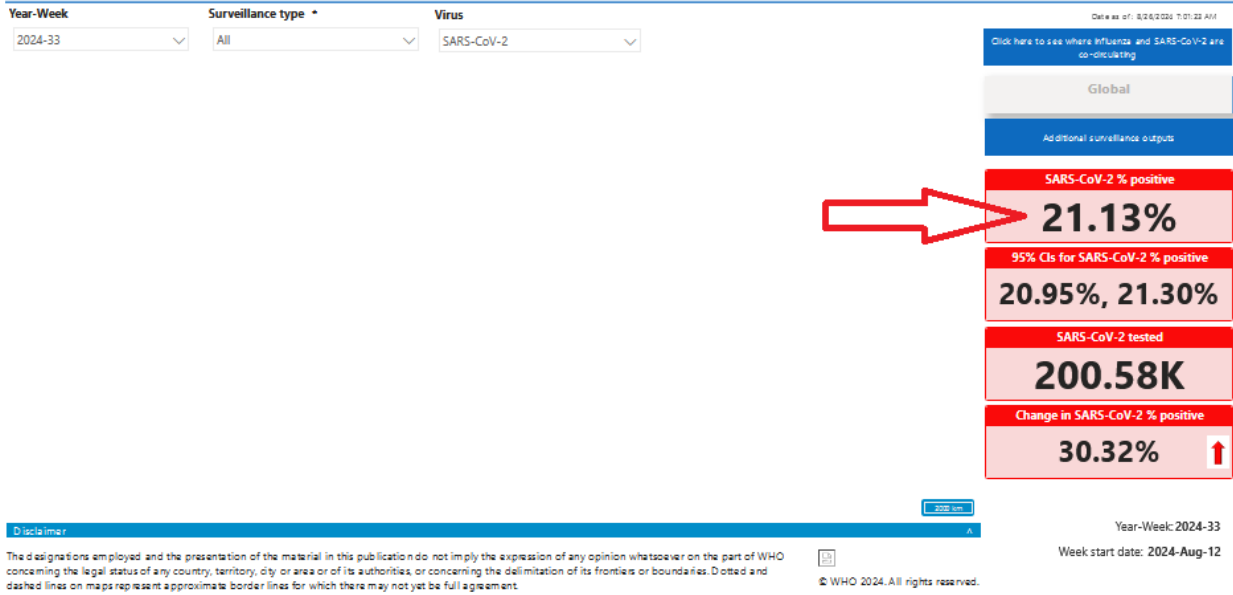 Year-Week
Surveillance type *
Virus
2024-33
All
SARS-CoV-2
Date as of: 8/26/2024 7:01:23 AM
Click here to see where influenza and SARS-CoV-2 are
co-circulating
Global
Additional surveillance outputs
SARS-CoV-2 % positive
21.13%
95% CIs for SARS-CoV-2 % positive
20.95%, 21.30%
SARS-CoV-2 tested
200.58K
Change in SARS-CoV-2 % positive
30.32%
2000 km
Disclaimer
The designations employed and the presentation of the material in this publication do not imply the expression of any opinion whatsoever on the part of WHO
concerning the legal status of any country, territory, city or area or of its authorities, or concerning the delimitation of its frontiers or boundaries. Dotted and
dashed lines on maps represent approximate border lines for which there may not yet be full agreement.
© WHO 2024. All rights reserved.
Year-Week: 2024-33
Week start date: 2024-Aug-12